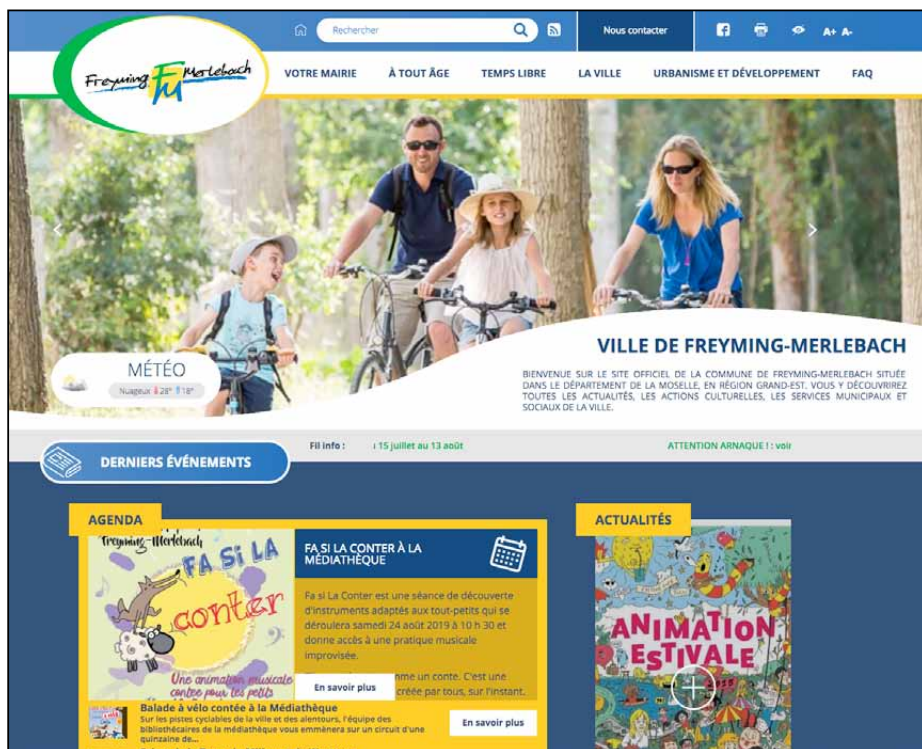 Rechercher
Nous contacter
A+ A-
Freyming Merlebach
FM
VOTRE MAIRIE À TOUT ÂGE TEMPS LIBRE LA VILLE URBANISME ET DÉVELOPPEMENT FAQ
MÉTÉO
Nuageux 28° 18°
VILLE DE FREYMING-MERLEBACH
BIENVENUE SUR LE SITE OFFICIEL DE LA COMMUNE DE FREYMING-MERLEBACH SITUÉE
DANS LE DÉPARTEMENT DE LA MOSELLE, EN RÉGION GRAND-EST. VOUS Y DÉCOUVRIREZ
TOUTES LES ACTUALITÉS, LES ACTIONS CULTURELLES, LES SERVICES MUNICIPAUX ET
SOCIAUX DE LA VILLE.
Fil info : 15 juillet au 13 août ATTENTION ARNAQUE ! : voir
DERNIERS ÉVÉNEMENTS
AGENDA
Freyming-Merlebach
FA Si LA
conter
Une animation musicale
contée pour les petits
FA SI LA CONTER À LA
MÉDIATHÈQUE
Fa si La Conter est une séance de découverte
d'instruments adaptés aux tout-petits qui se
déroulera samedi 24 août 2019 à 10 h 30 et
donne accès à une pratique musicale
improvisée.
me un conte. C'est une
créée par tous, sur l'instant.
En savoir plus
Balade à vélo contée à la Médiathèque
Sur les pistes cyclables de la ville et des alentours, l'équipe des
bibliothécaires de la médiathèque vous emmènera sur un circuit d'une
quinzaine de...
En savoir plus
ACTUALITÉS
ANIMATION
ESTIVALE